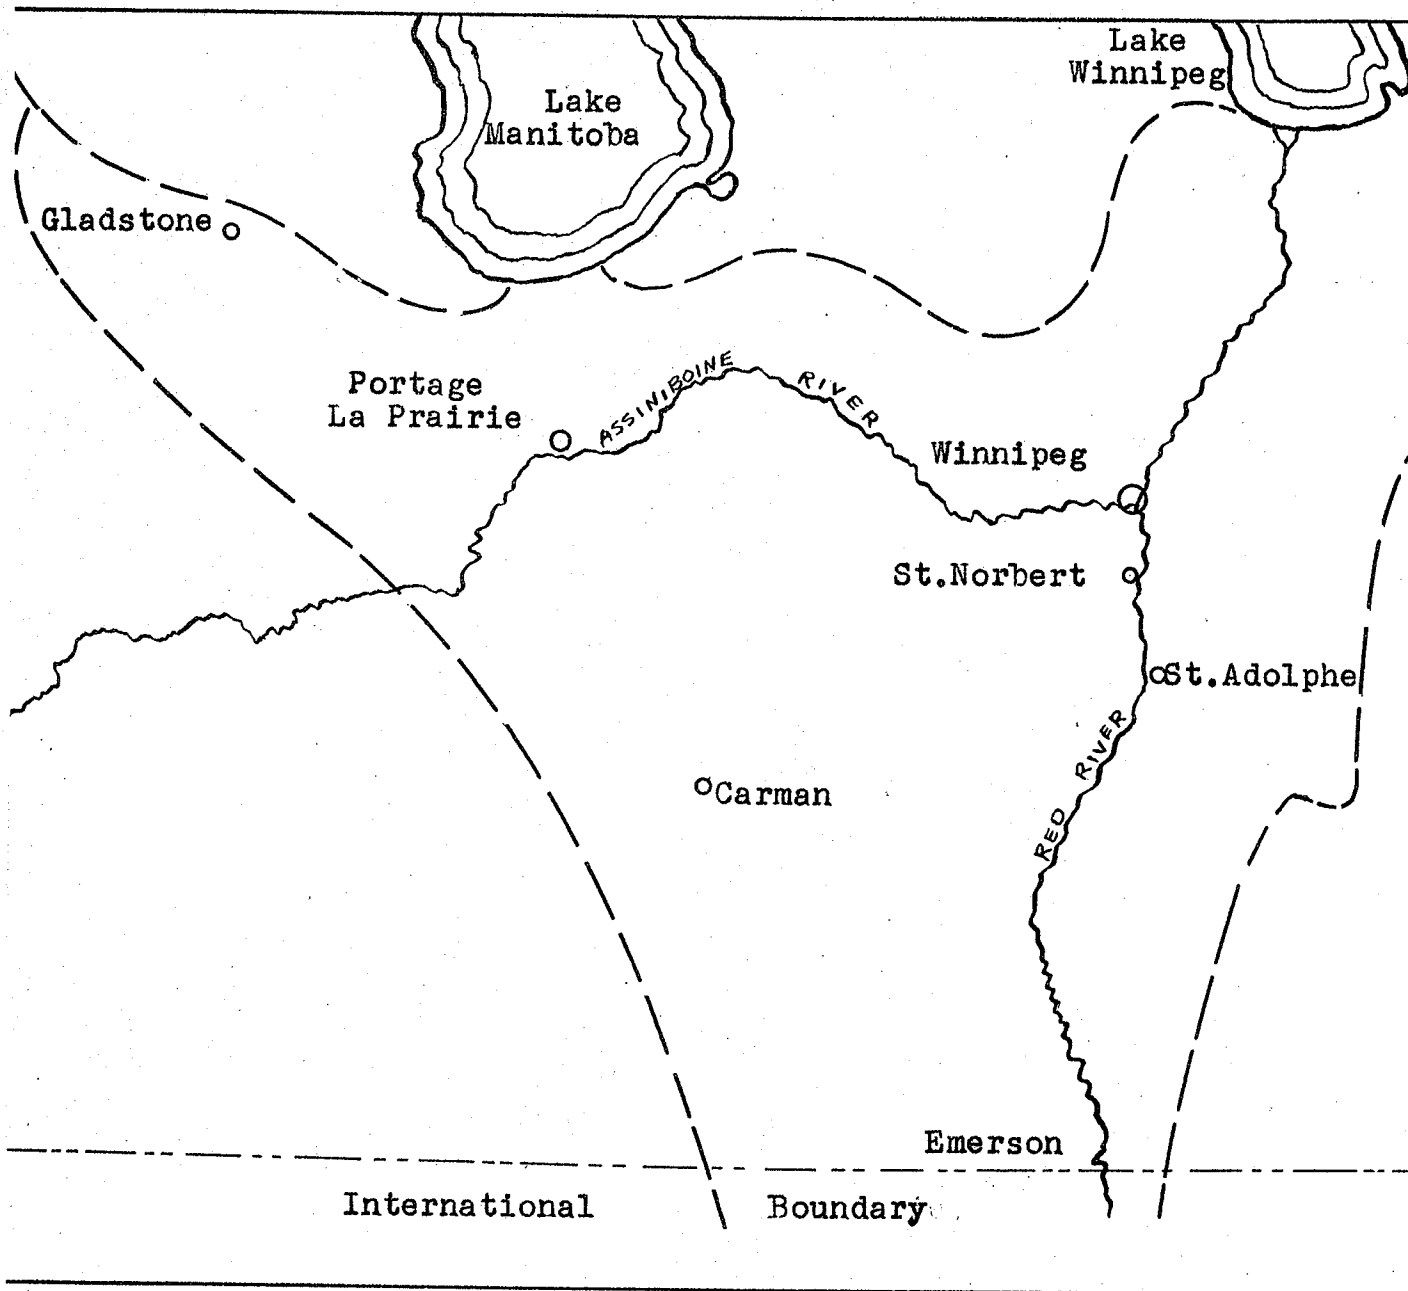 Lake
Winnipeg
Lake
Manitoba
Gladstone
Portage
La Prairie
ASSINIBOINE RIVER
Winnipeg
St.Norbert
St.Adolphe
RED RIVER
Carman
Emerson
International Boundary